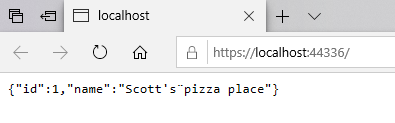 localhost
https://localhost:44336/
{"id":1,"name":"Scott's¨pizza place"}